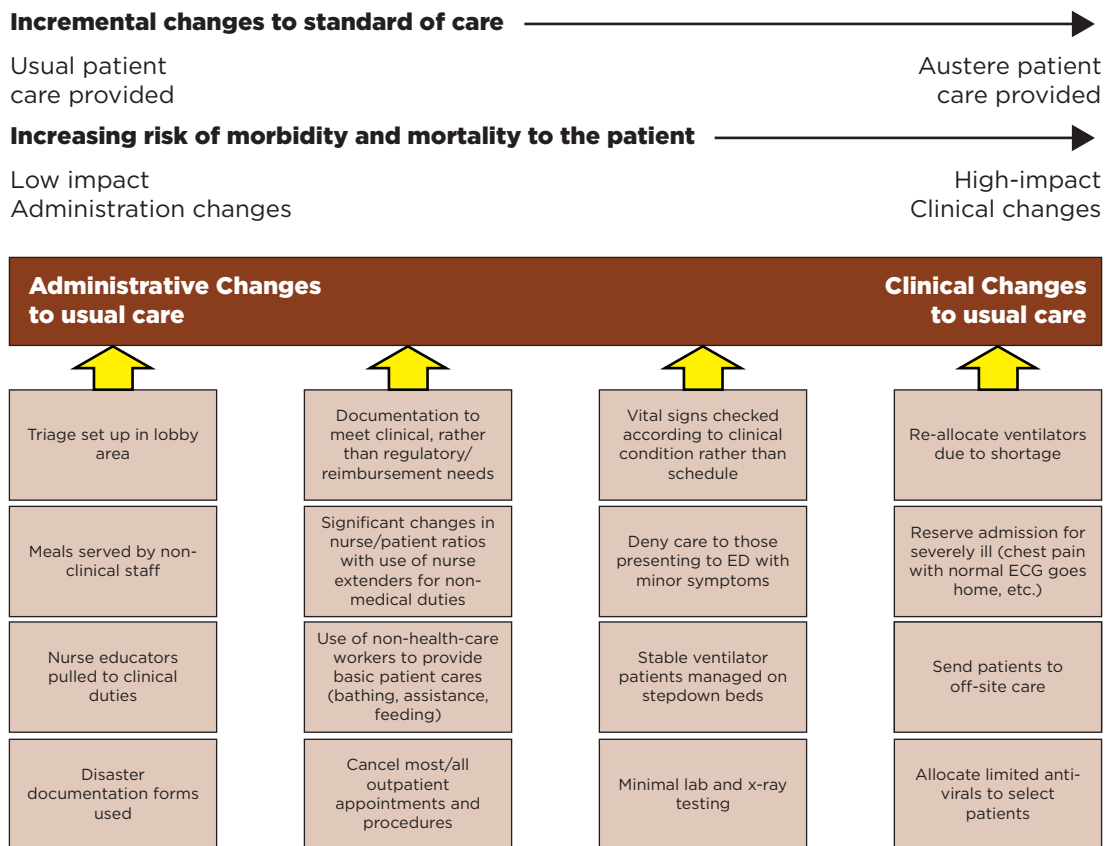 Incremental changes to standard of care
Usual patient
care provided
Austere patient
care provided
Increasing risk of morbidity and mortality to the patient
Low impact
Administration changes
High-impact
Clinical changes
Administrative Changes
to usual care
Clinical Changes
to usual care
Triage set up in lobby
area
Meals served by non-
clinical staff
Nurse educators
pulled to clinical
duties
Disaster
documentation forms
used
Documentation to
meet clinical, rather
than regulatory/
reimbursement needs
Significant changes in
nurse/patient ratios
with use of nurse
extenders for non-
medical duties
Use of non-health-care
workers to provide
basic patient cares
(bathing, assistance,
feeding)
Cancel most/all
outpatient
appointments and
procedures
Vital signs checked
according to clinical
condition rather than
schedule
Deny care to those
presenting to ED with
minor symptoms
Stable ventilator
patients managed on
stepdown beds
Minimal lab and x-ray
testing
Re-allocate ventilators
due to shortage
Reserve admission for
severely ill (chest pain
with normal ECG goes
home, etc.)
Send patients to
off-site care
Allocate limited anti-
virals to select
patients